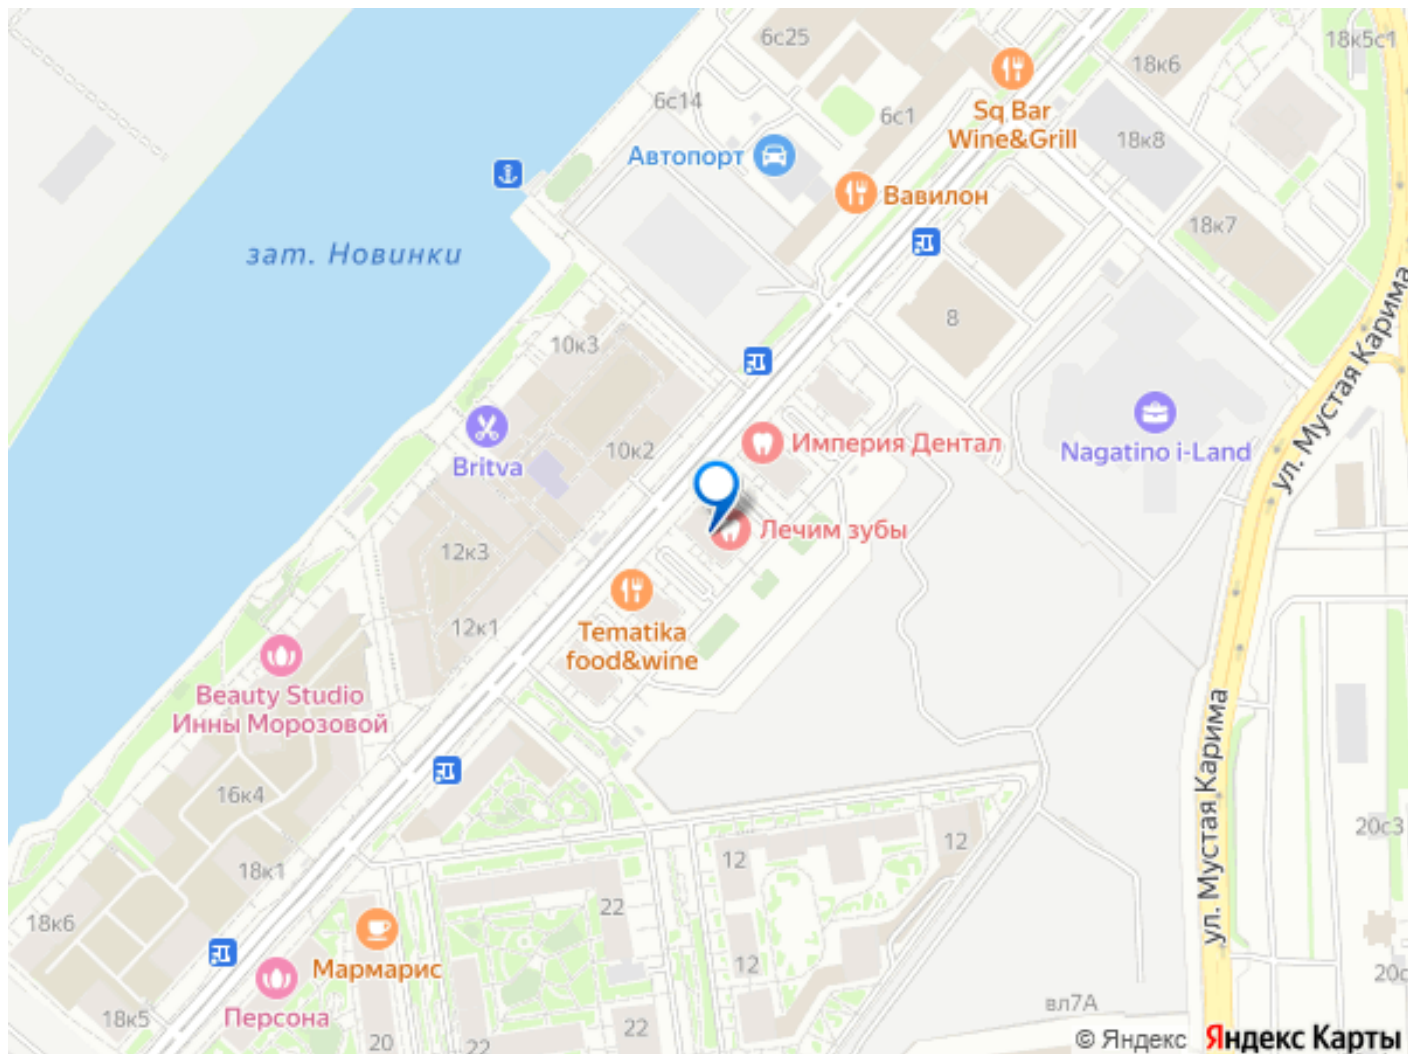 6с25
18к5с1
18к6
6с14
Sq Bar
Wine&Grill
6с1
18к8
Автопорт
Вавилон
18к7
зат. Новинки
8
ул. Мустая Карима
10к3
Britva
10к2
Империя Дентал
Nagatino i-Land
Лечим зубы
12к3
12к1
Tematika
food&wine
Beauty Studio
Инны Морозовой
ул. Мустая Карима
16к4
20с3
12
12
18к1
22
18к6
Мармарис
12
20с
Персона
18к5
вл7А
22
20
22
© Яндекс Яндекс Карты